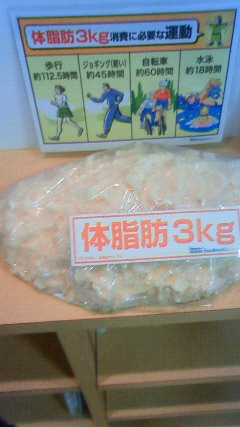 体脂肪3kg消費に必要な運動
歩行
約112.5時間
ジョギング(軽い)
約45時間
自転車
約60時間
水泳
約18時間
体脂肪3kg